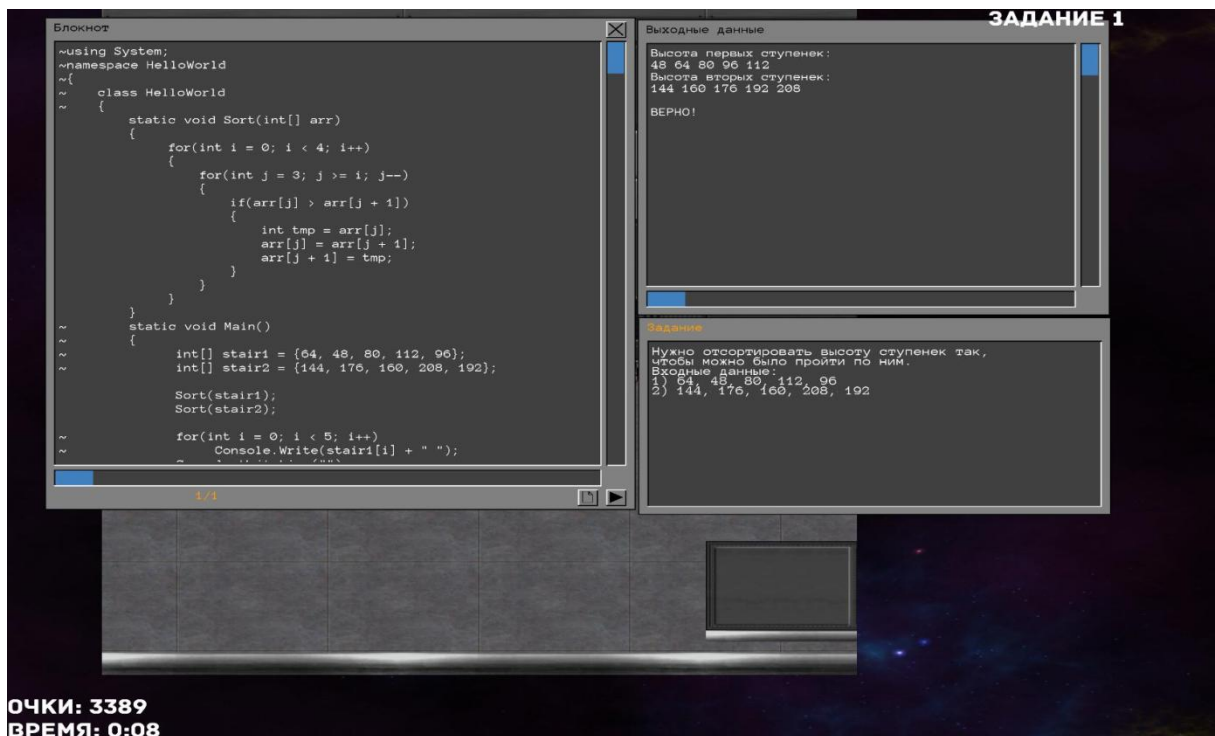 ЗАДАНИЕ 1
Блокнот
~using System;
~namespace HelloWorld
~{
~    class HelloWorld
~    {
        static void Sort(int[] arr)
        {
            for(int i = 0; i < 4; i++)
            {
                for(int j = 3; j >= i; j--)
                {
                    if(arr[j] > arr[j + 1])
                    {
                        int tmp = arr[j];
                        arr[j] = arr[j + 1];
                        arr[j + 1] = tmp;
                    }
                }
            }
        }
~        static void Main()
~        {
~            int[] stair1 = {64, 48, 80, 112, 96};
~            int[] stair2 = {144, 176, 160, 208, 192};
            Sort(stair1);
            Sort(stair2);
~            for(int i = 0; i < 5; i++)
~                Console.Write(stair1[i] + " ");
1/1
Выходные данные
Высота первых ступенек:
48 64 80 96 112
Высота вторых ступенек:
144 160 176 192 208
ВЕРНО!
Задание
Нужно отсортировать высоту ступенек так,
чтобы можно было пройти по ним.
Входные данные:
1) 64, 48, 80, 112, 96
2) 144, 176, 160, 208, 192
ОЧКИ: 3389
ВРЕМЯ: 0:08